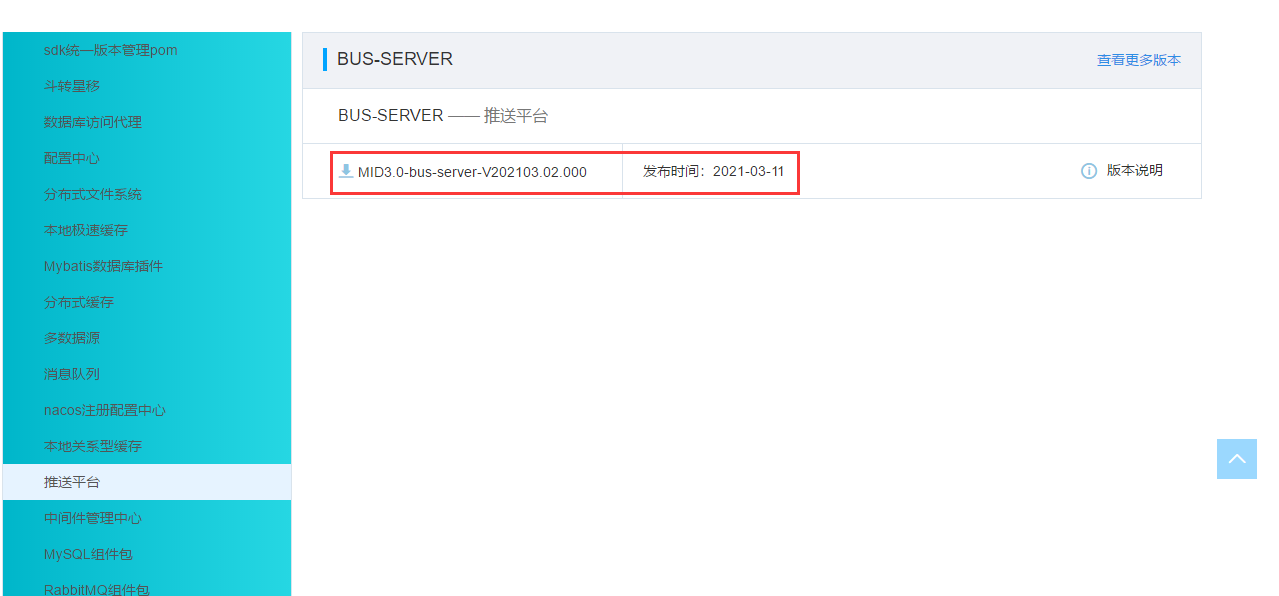 sdk统一版本管理pom
斗转星移
数据库访问代理
配置中心
分布式文件系统
本地极速缓存
Mybatis数据库插件
分布式缓存
多数据源
消息队列
nacos注册配置中心
本地关系型缓存
推送平台
中间件管理中心
MySQL组件包
RabbitMQ组件包
BUS-SERVER
查看更多版本
BUS-SERVER —— 推送平台
MID3.0-bus-server-V202103.02.000
发布时间：2021-03-11
版本说明